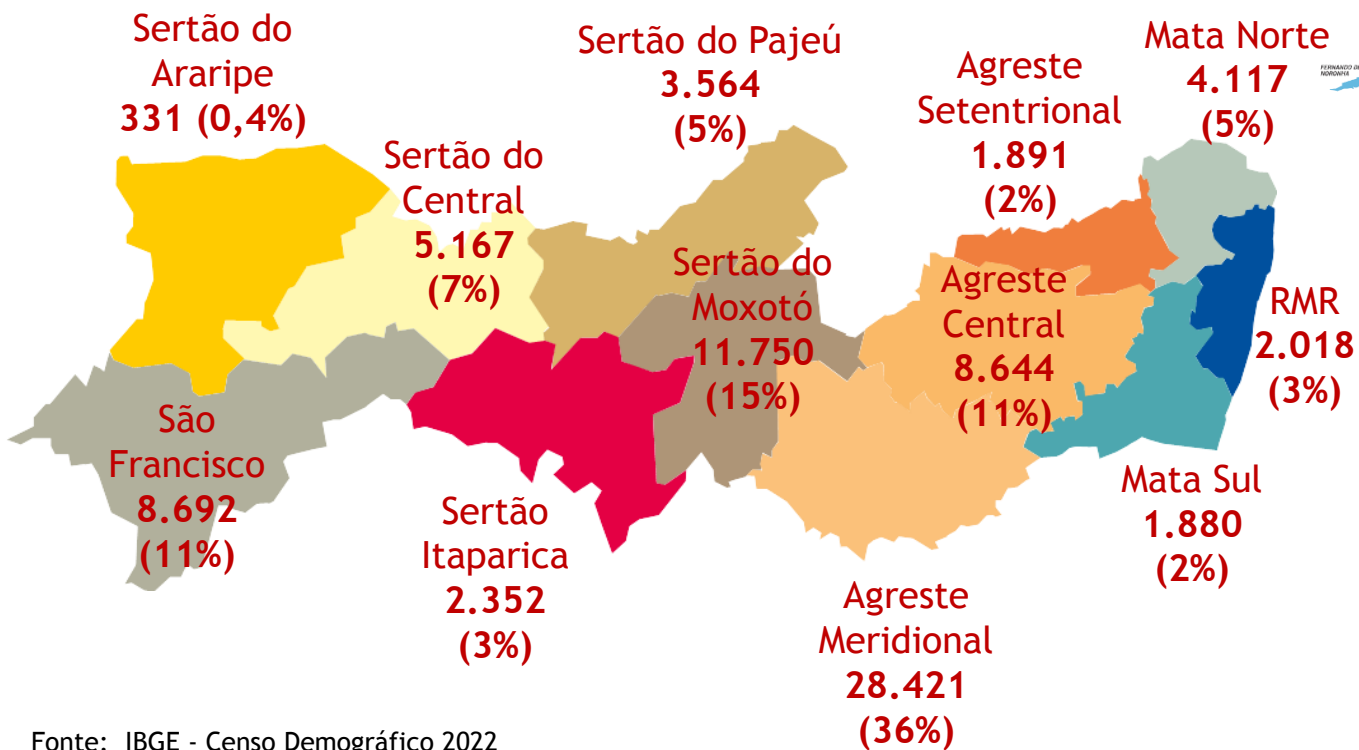 Sertão do
Araripe
331 (0,4%)
Sertão do Pajeú
3.564
(5%)
Mata Norte
4.117
(5%)
FERNANDO DE
NORONHA
Agreste
Setentrional
1.891
(2%)
Sertão do
Central
5.167
(7%)
Sertão do
Moxotó
11.750
(15%)
Agreste
Central
8.644
(11%)
RMR
2.018
(3%)
São
Francisco
8.692
(11%)
Sertão
Itaparica
2.352
(3%)
Mata Sul
1.880
(2%)
Agreste
Meridional
28.421
(36%)
Fonte: IBGE - Censo Demográfico 2022